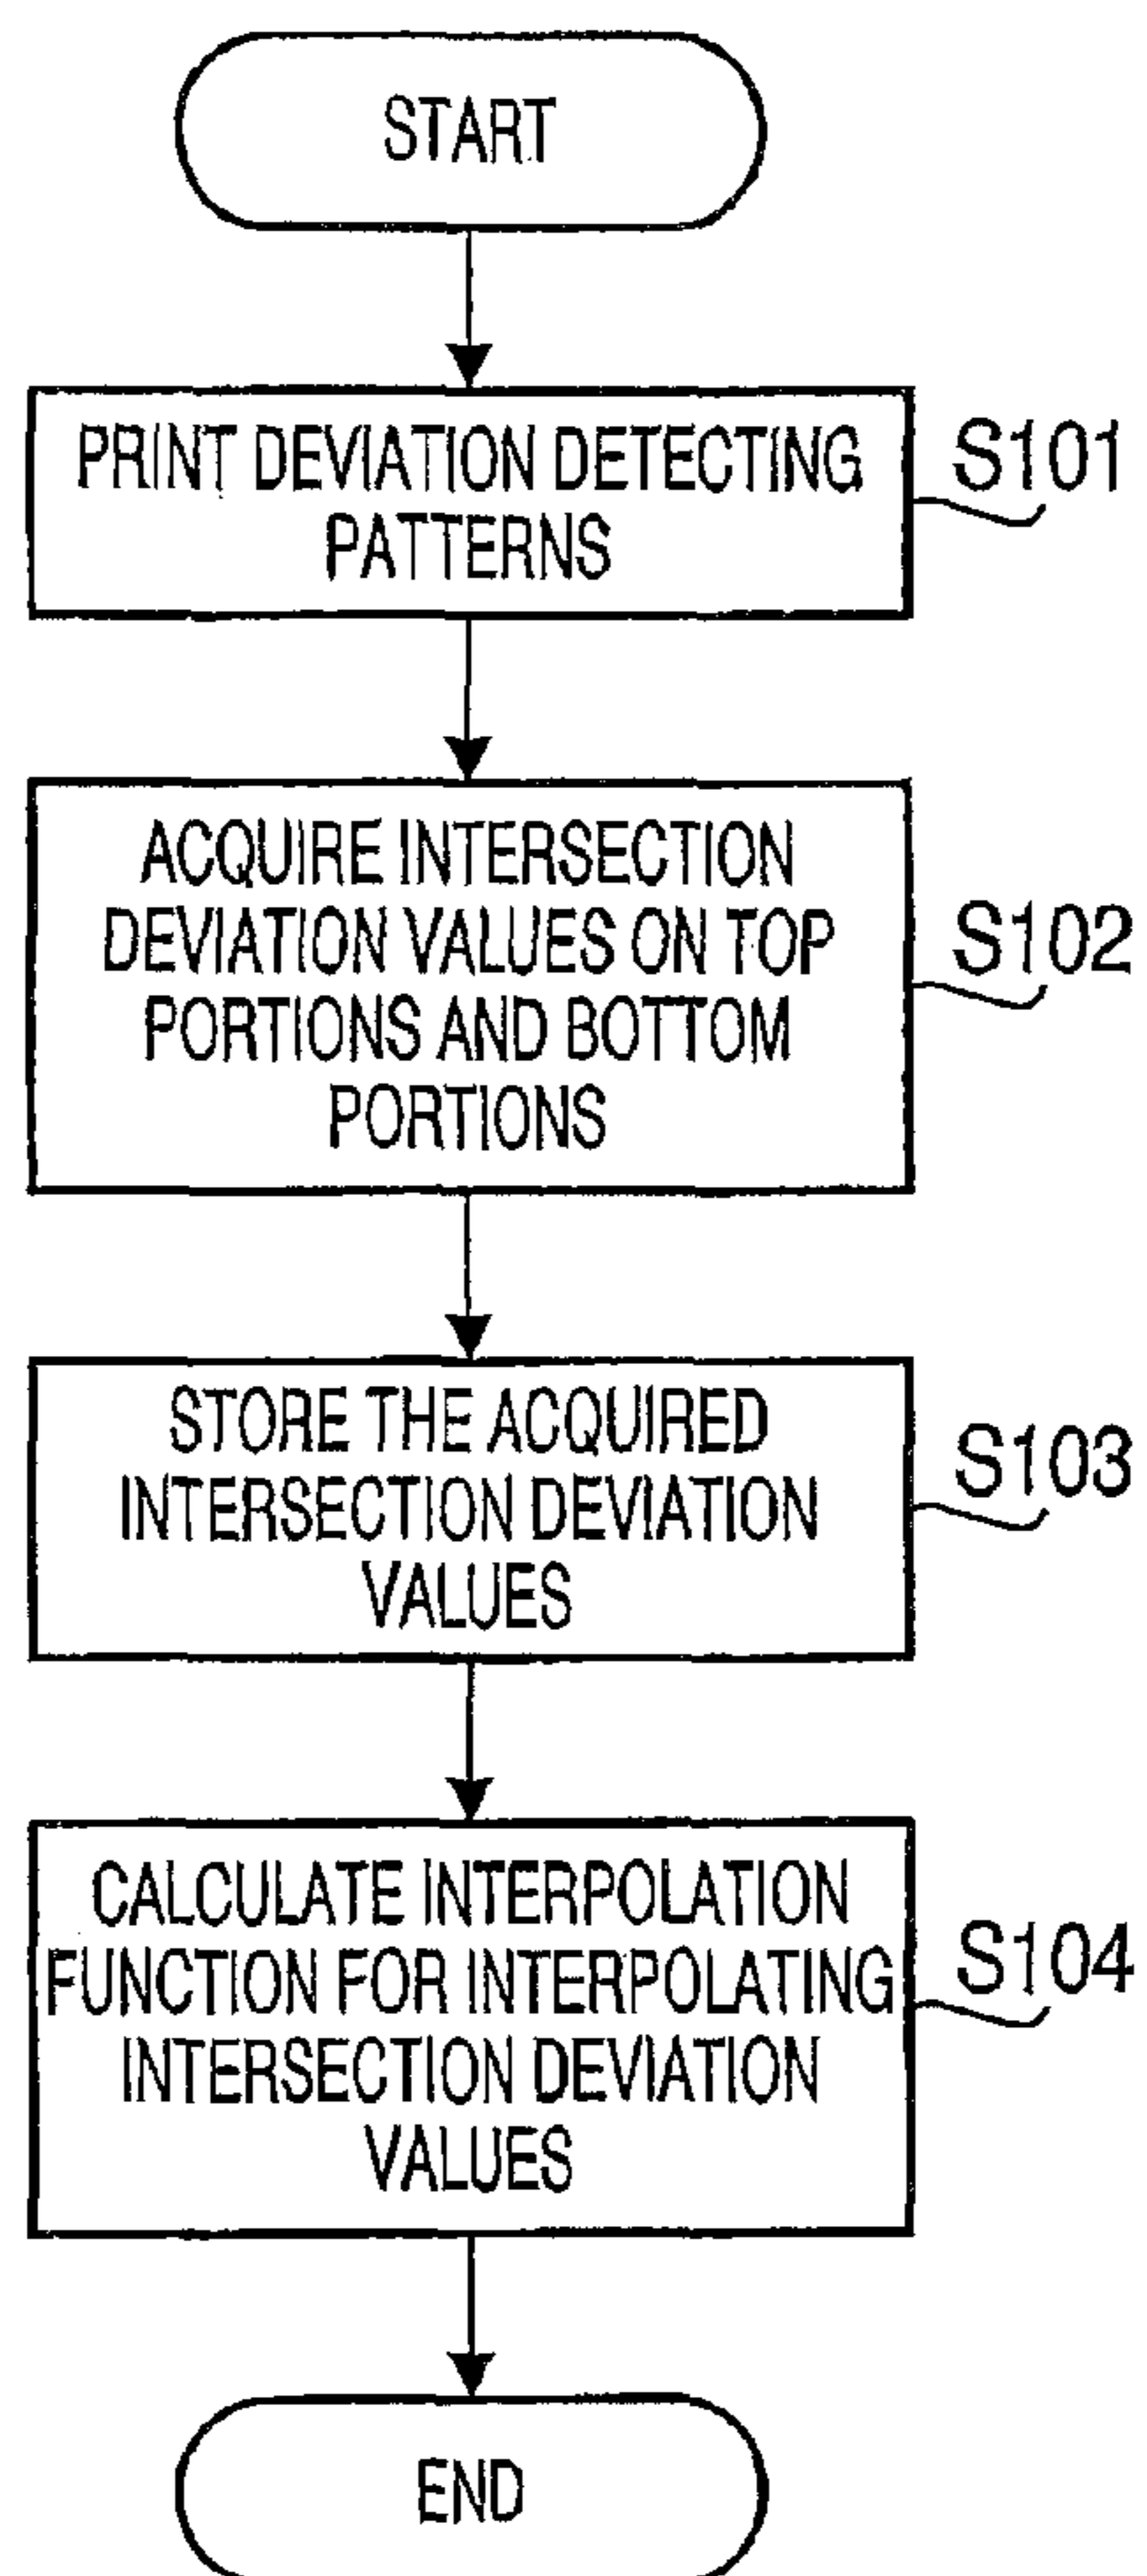 START
PRINT DEVIATION DETECTING
PATTERNS
S101
ACQUIRE INTERSECTION
DEVIATION VALUES ON TOP
PORTIONS AND BOTTOM
PORTIONS
S102
STORE THE ACQUIRED
INTERSECTION DEVIATION
VALUES
S103
CALCULATE INTERPOLATION
FUNCTION FOR INTERPOLATING
INTERSECTION DEVIATION
VALUES
S104
END